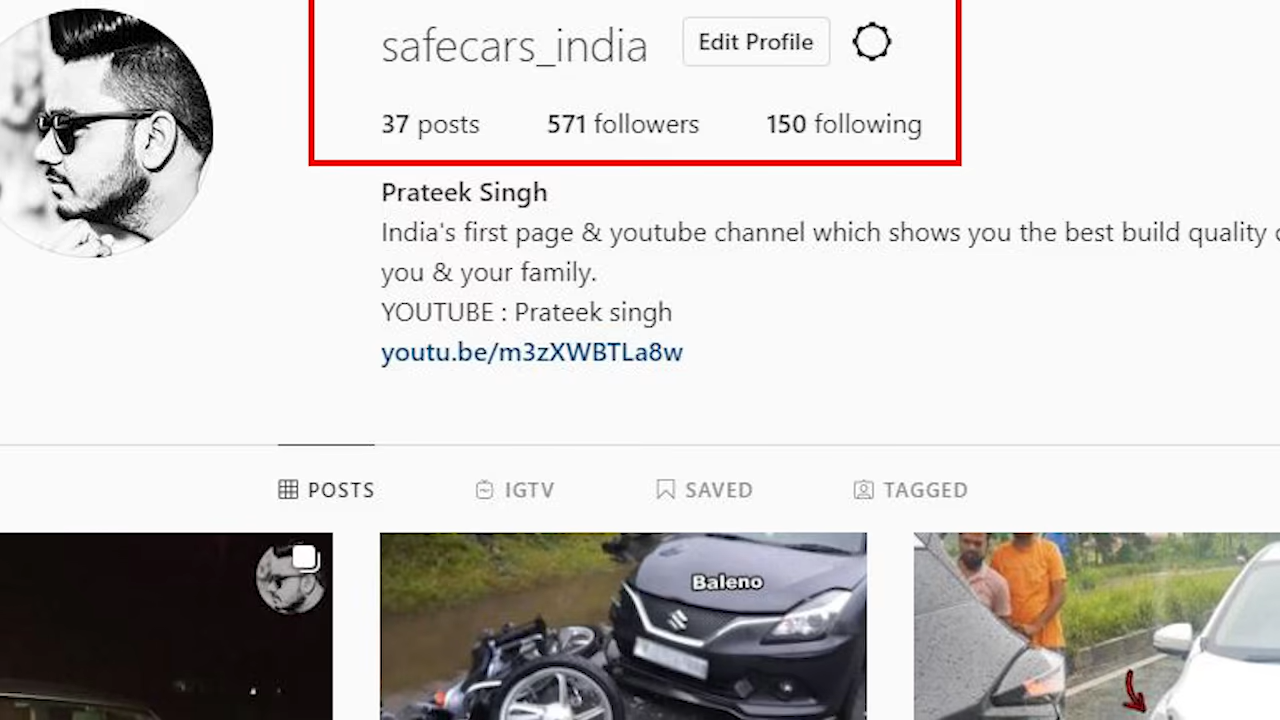 safecars_india Edit Profile
37 posts 571 followers 150 following
Prateek Singh
India's first page & youtube channel which shows you the best build quality
you & your family.
YOUTUBE : Prateek singh
youtu.be/m3zXWBTLa8w
POSTS IGTV SAVED TAGGED
Baleno